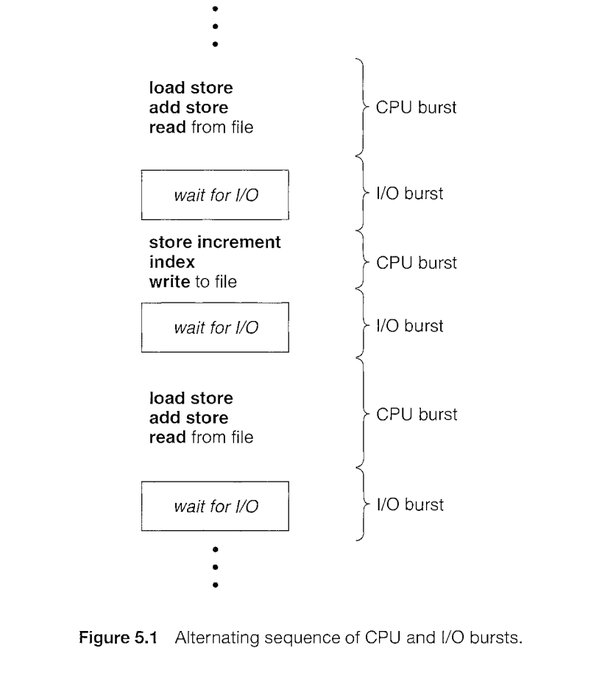 load store
add store
read from file
CPU burst
wait for I/O
I/O burst
store increment
index
write to file
CPU burst
wait for I/O
I/O burst
load store
add store
read from file
CPU burst
wait for I/O
I/O burst
Figure 5.1 Alternating sequence of CPU and I/O bursts.